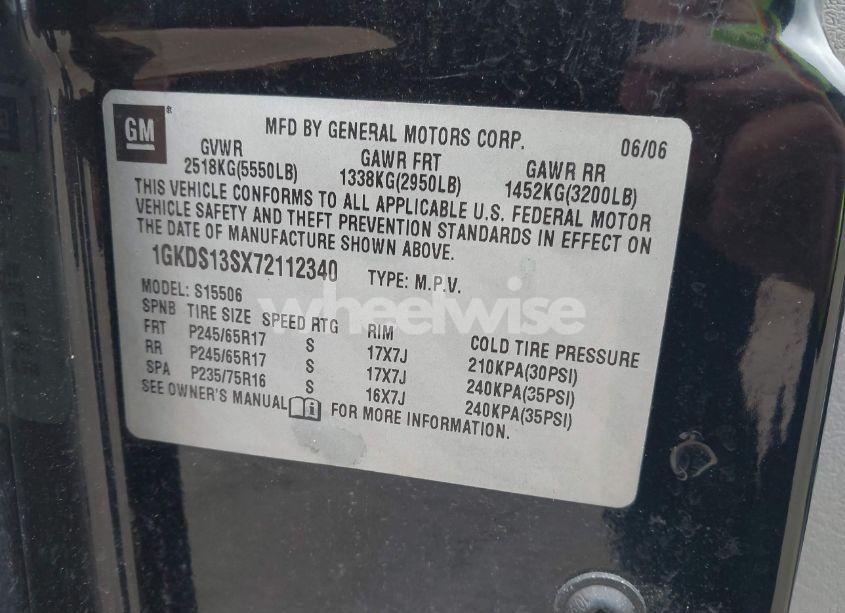 GM ®
MFD BY GENERAL MOTORS CORP. 06/06
GVWR GAWR FRT GAWR RR
2518KG(5550LB) 1338KG(2950LB) 1452KG(3200LB)
THIS VEHICLE CONFORMS TO ALL APPLICABLE U.S. FEDERAL MOTOR
VEHICLE SAFETY AND THEFT PREVENTION STANDARDS IN EFFECT ON
THE DATE OF MANUFACTURE SHOWN ABOVE.
1GKDS13SX72112340 TYPE: M.P.V.
MODEL: S15506
wheelwise
SPNB TIRE SIZE SPEED RTG RIM COLD TIRE PRESSURE
FRT P245/65R17 S 17X7J 210KPA(30PSI)
RR P245/65R17 S 17X7J 240KPA(35PSI)
SPA P235/75R16 S 16X7J 240KPA(35PSI)
SEE OWNER'S MANUAL FOR MORE INFORMATION.